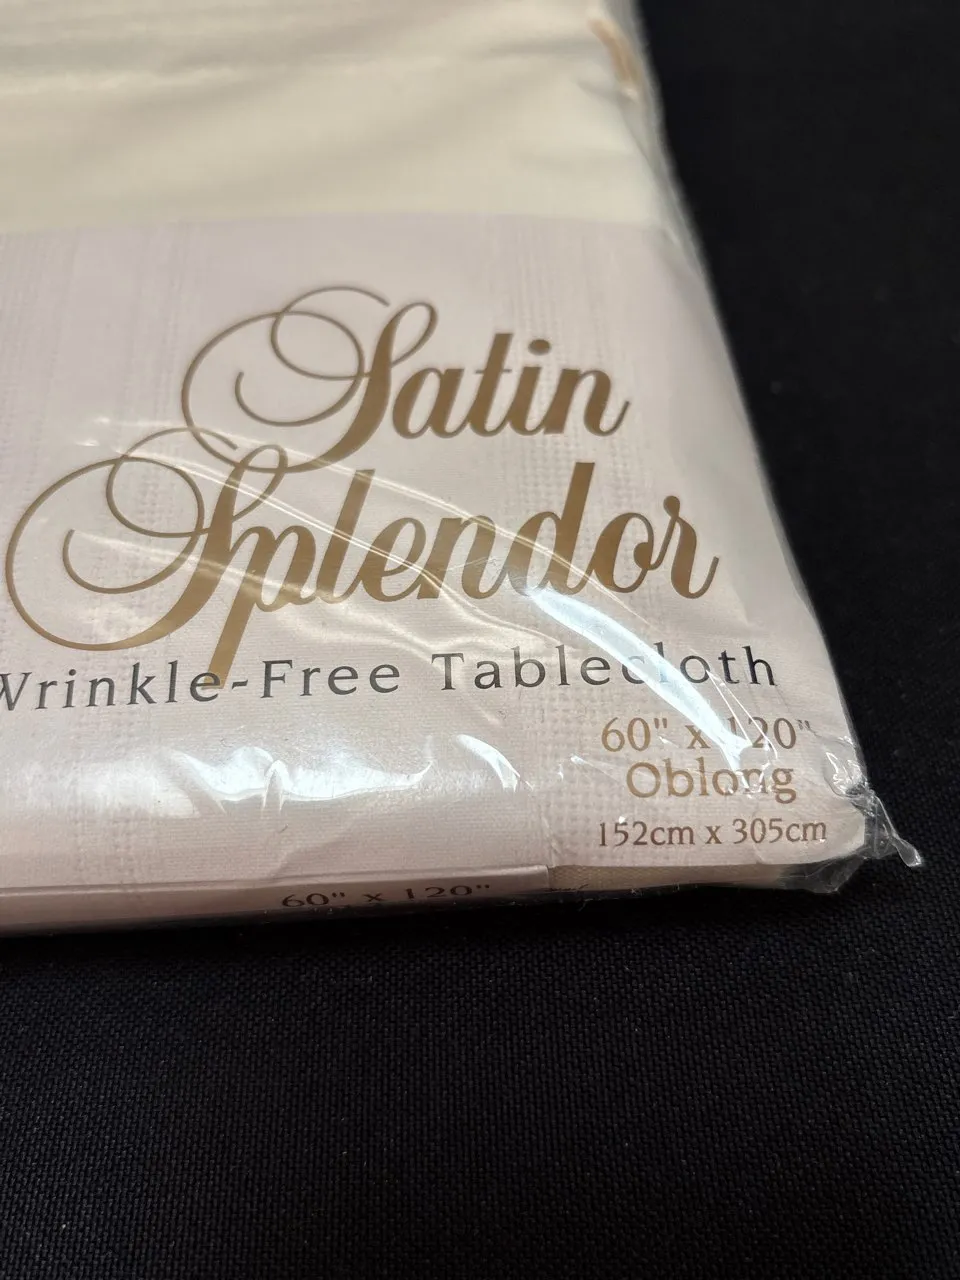 Satin
Splendor
Wrinkle-Free Tablecloth
60" x 120"
Oblong
152cm x 305cm
60" x 120"